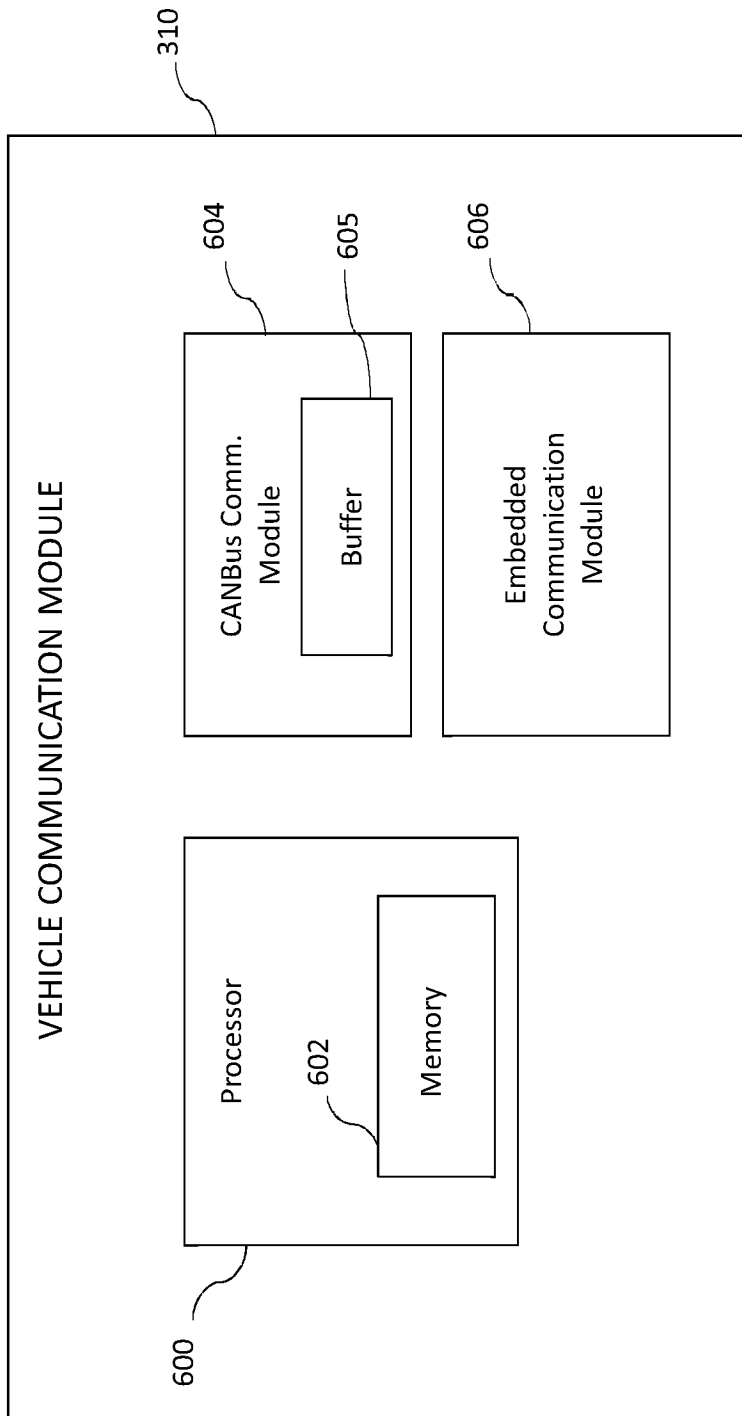 VEHICLE COMMUNICATION MODULE
310
600
Processor
602
Memory
604
CANBus Comm.
Module
605
Buffer
606
Embedded
Communication
Module